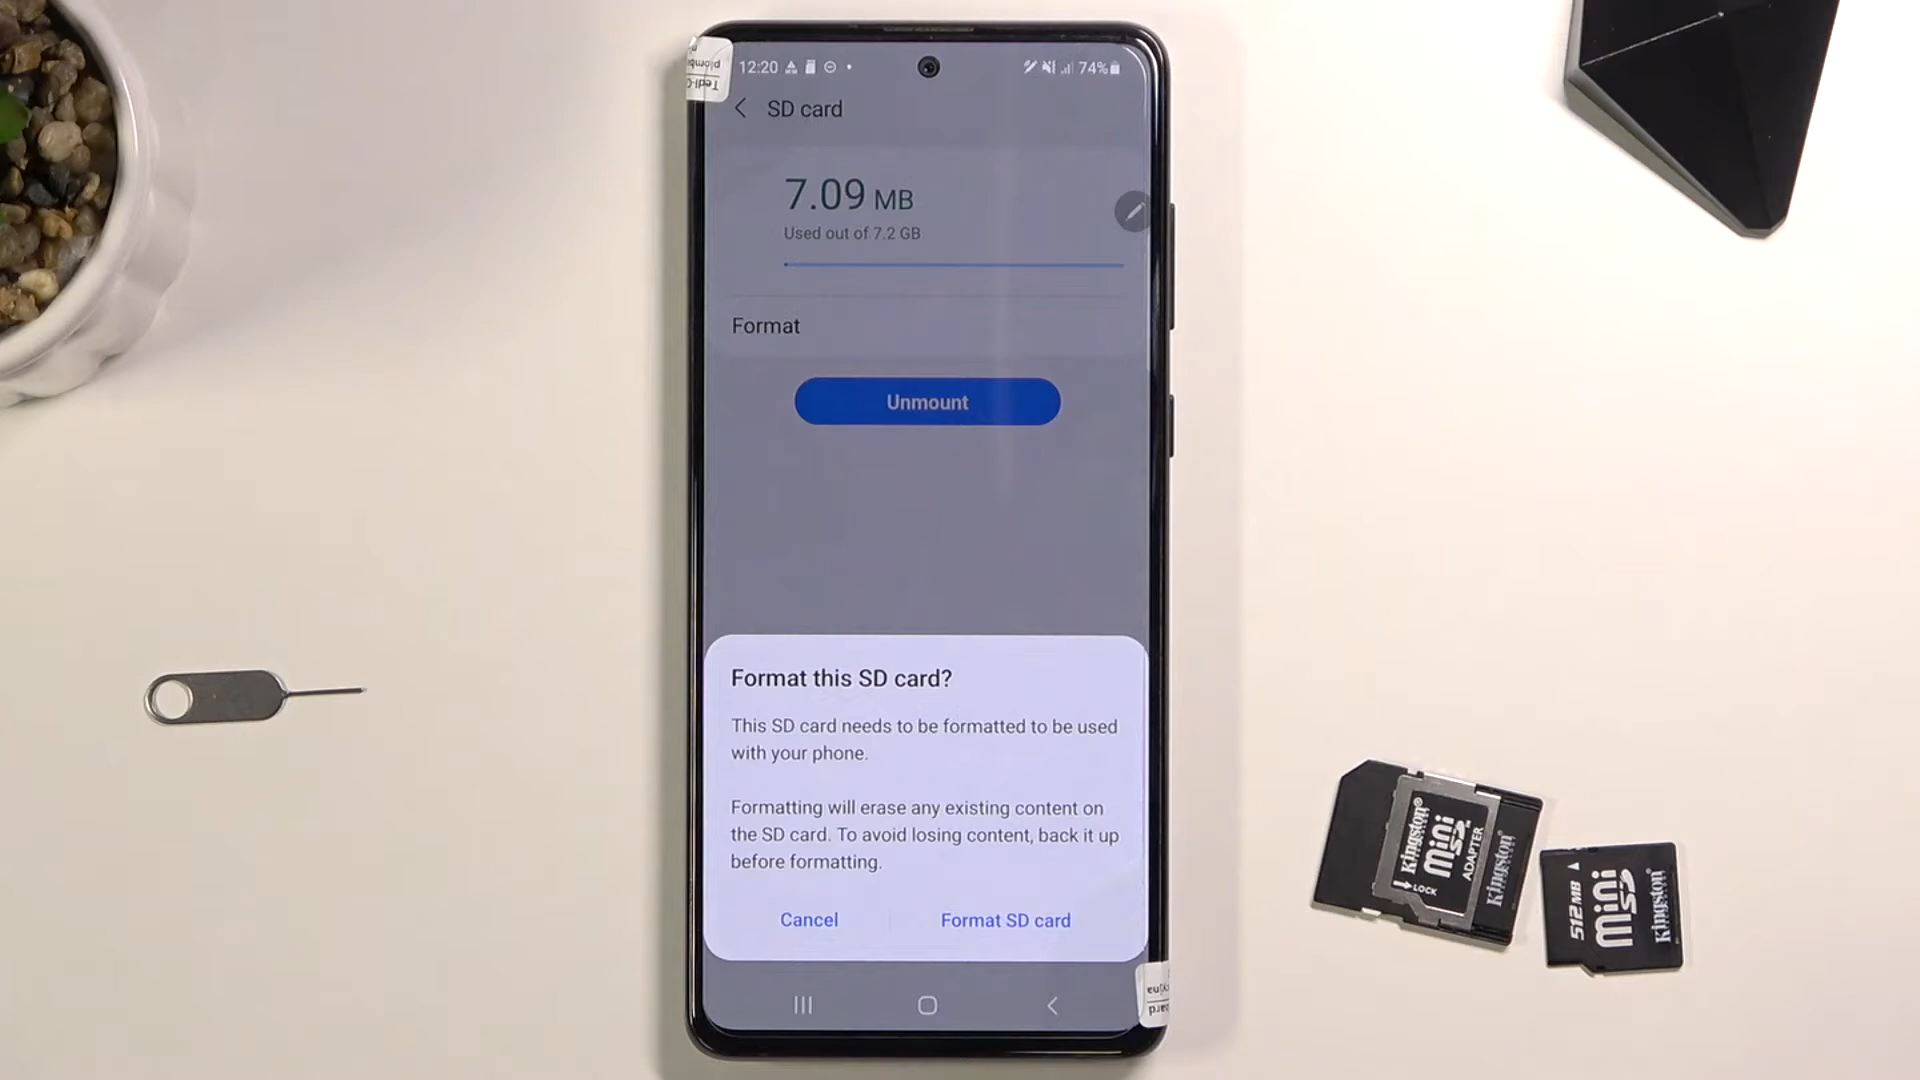 plomb
Tedi-C
12:20
74%
SD card
7.09 MB
Used out of 7.2 GB
Format
Unmount
Format this SD card?
This SD card needs to be formatted to be used
with your phone.
Formatting will erase any existing content on
the SD card. To avoid losing content, back it up
before formatting.
Cancel
Format SD card
Kingston®
mini
SD
ADAPTER
LOCK
Kingston®
512MB
mini
SD
Kingston®